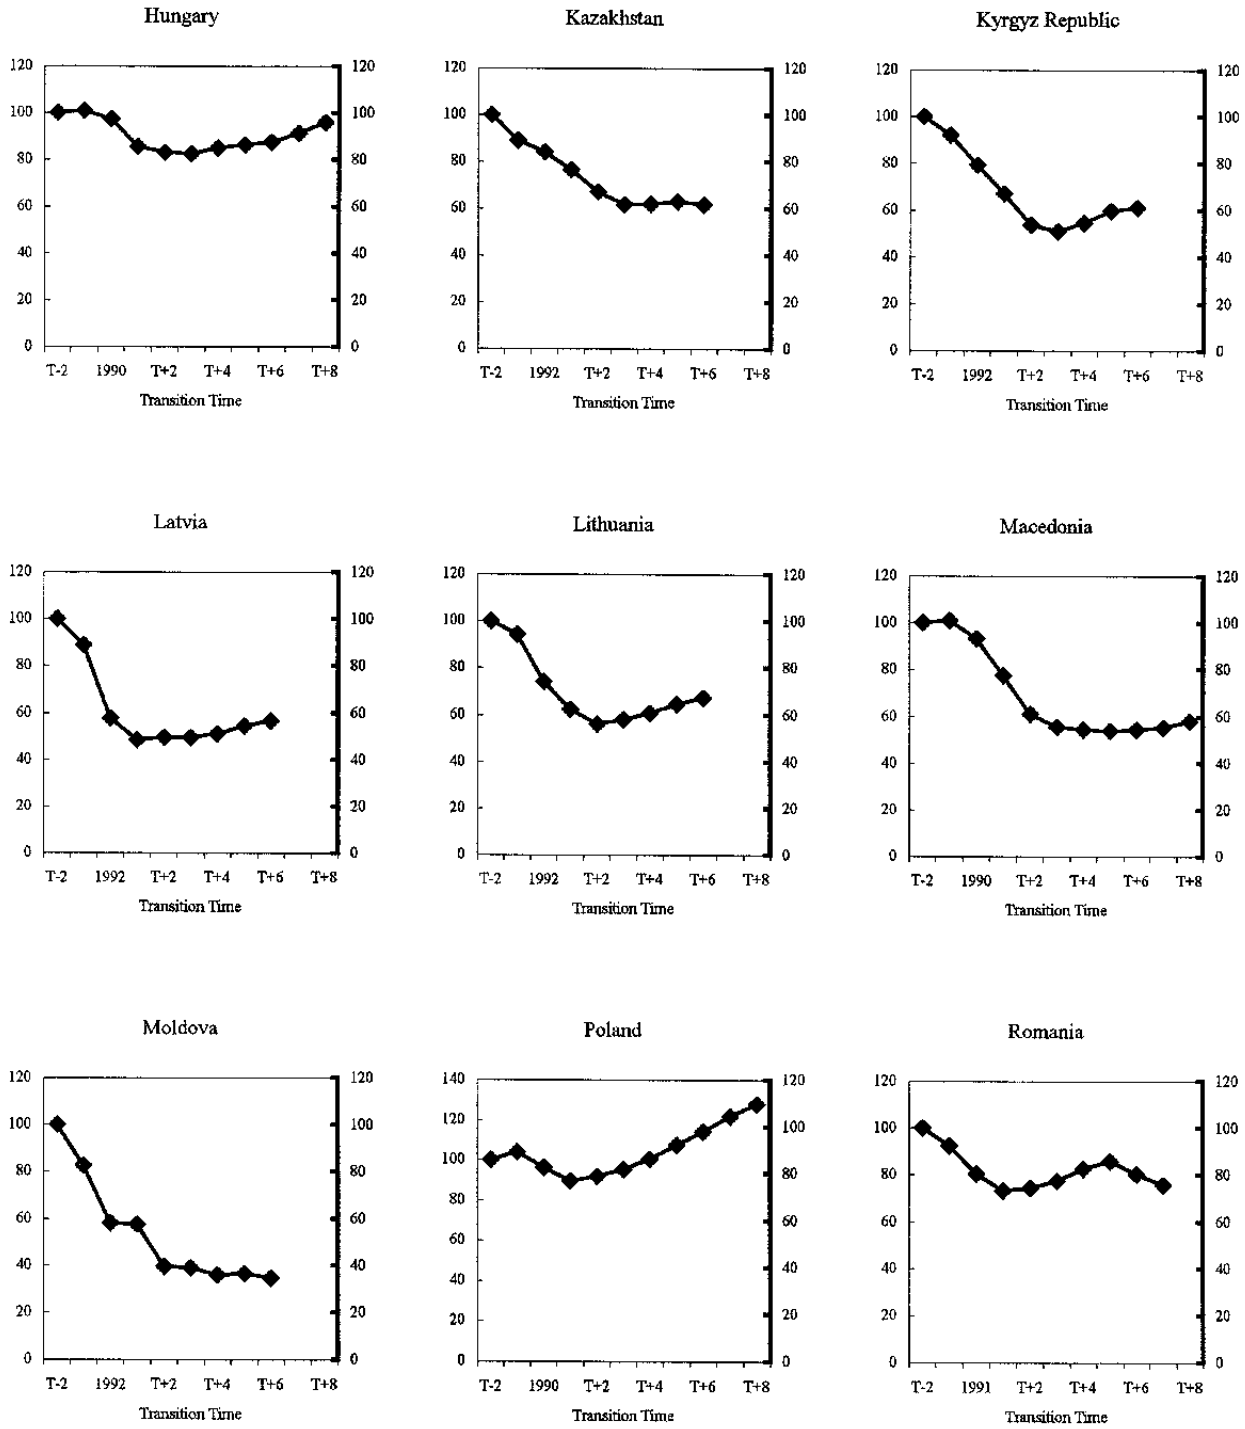 Hungary Kazakhstan Kyrgyz Republic
120 120 120 120 120 120
100 100 100 100 100 100
80 80 80 80 80 80
60 60 60 60 60 60
40 40 40 40 40 40
20 20 20 20 20 20
0 0 0 0 0 0
T-2 1990 T+2 T+4 T+6 T+8 T-2 1992 T+2 T+4 T+6 T+8 T-2 1992 T+2 T+4 T+6 T+8
Transition Time Transition Time Transition Time
Latvia Lithuania Macedonia
120 120 120 120 120 120
100 100 100 100 100 100
80 80 80 80 80 80
60 60 60 60 60 60
40 40 40 40 40 40
20 20 20 20 20 20
0 0 0 0 0 0
T-2 1992 T+2 T+4 T+6 T+8 T-2 1992 T+2 T+4 T+6 T+8 T-2 1990 T+2 T+4 T+6 T+8
Transition Time Transition Time Transition Time
Moldova Poland Romania
120 120 140 120 120 120
100 100 120 100 100 100
80 80 100 80 80 80
60 60 80 60 60 60
40 40 60 40 40 40
20 20 40 20 20 20
0 0 20 0 0 0
0
T-2 1992 T+2 T+4 T+6 T+8 T-2 1990 T+2 T+4 T+6 T+8 T-2 1991 T+2 T+4 T+6 T+8
Transition Time Transition Time Transition Time